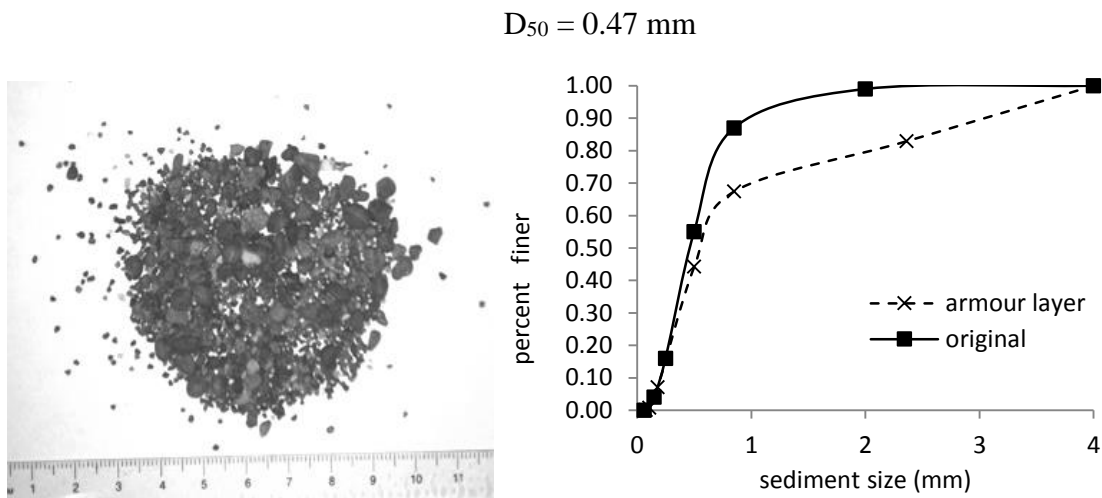 D₅₀ = 0.47 mm
1 2 3 4 5 6 7 8 9 10 11
percent finer
1.00
0.90
0.80
0.70
0.60
0.50
0.40
0.30
0.20
0.10
0.00
armour layer
original
0 1 2 3 4
sediment size (mm)